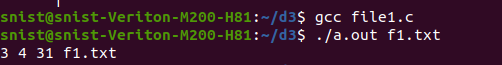 snist@snist-Veriton-M200-H81:~/d3$ gcc file1.c
snist@snist-Veriton-M200-H81:~/d3$ ./a.out f1.txt
3 4 31 f1.txt